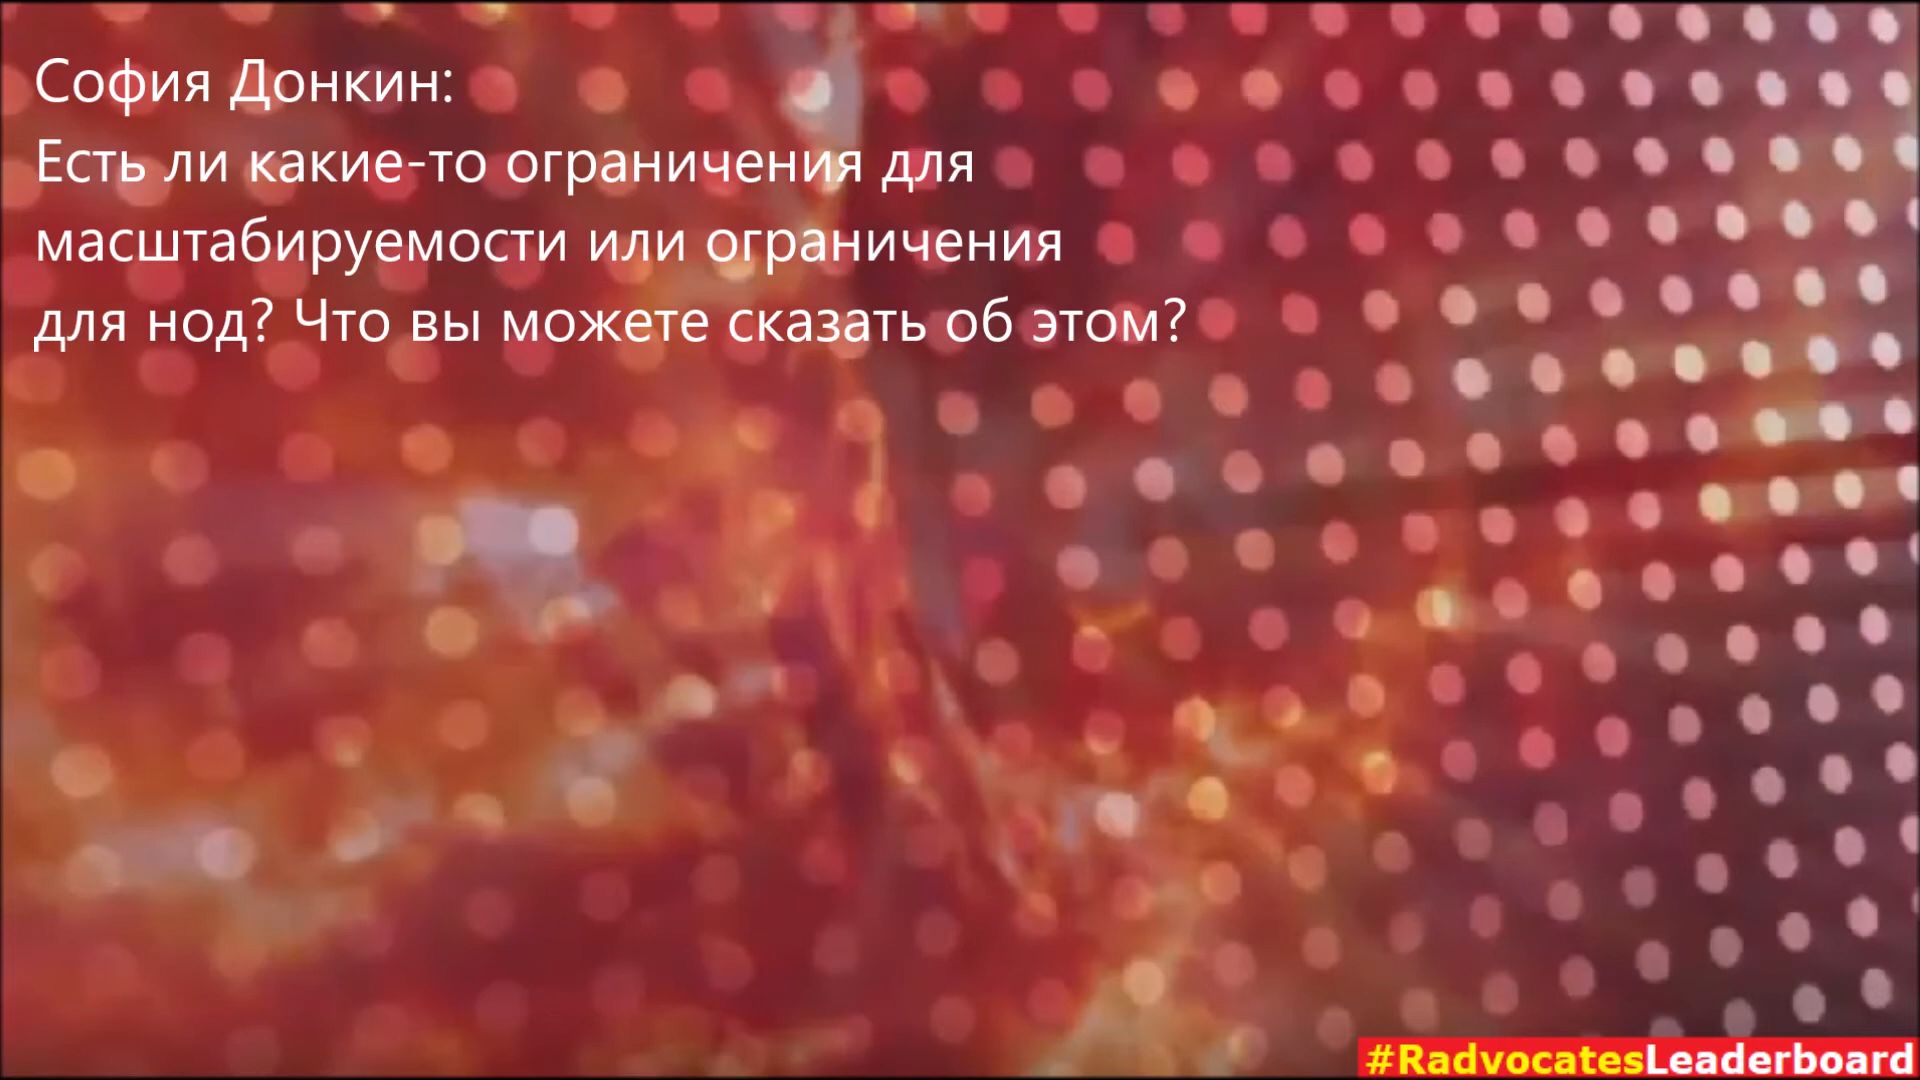 София Донкин:
Есть ли какие-то ограничения для
масштабируемости или ограничения
для нод? Что вы можете сказать об этом?
#RadvocatesLeaderboard